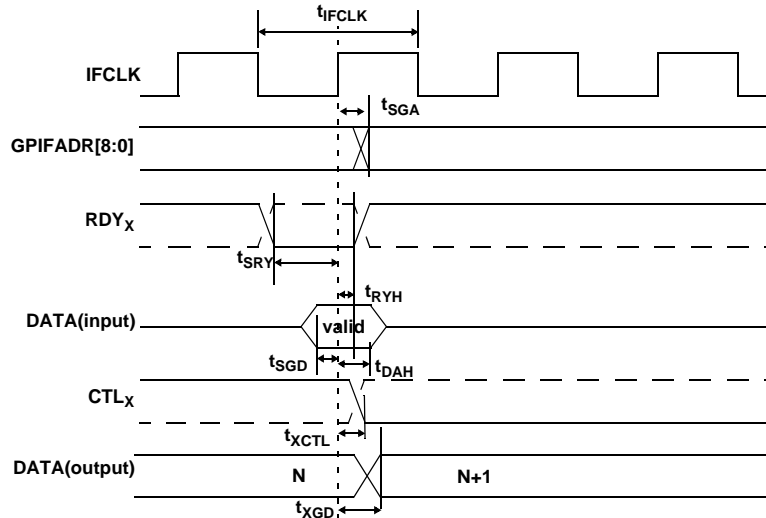 tIFCLK
IFCLK
tSGA
GPIFADR[8:0]
RDYX
tSRY
tRYH
DATA(input)
valid
tSGD
tDAH
CTLX
tXCTL
DATA(output)
N
N+1
tXGD